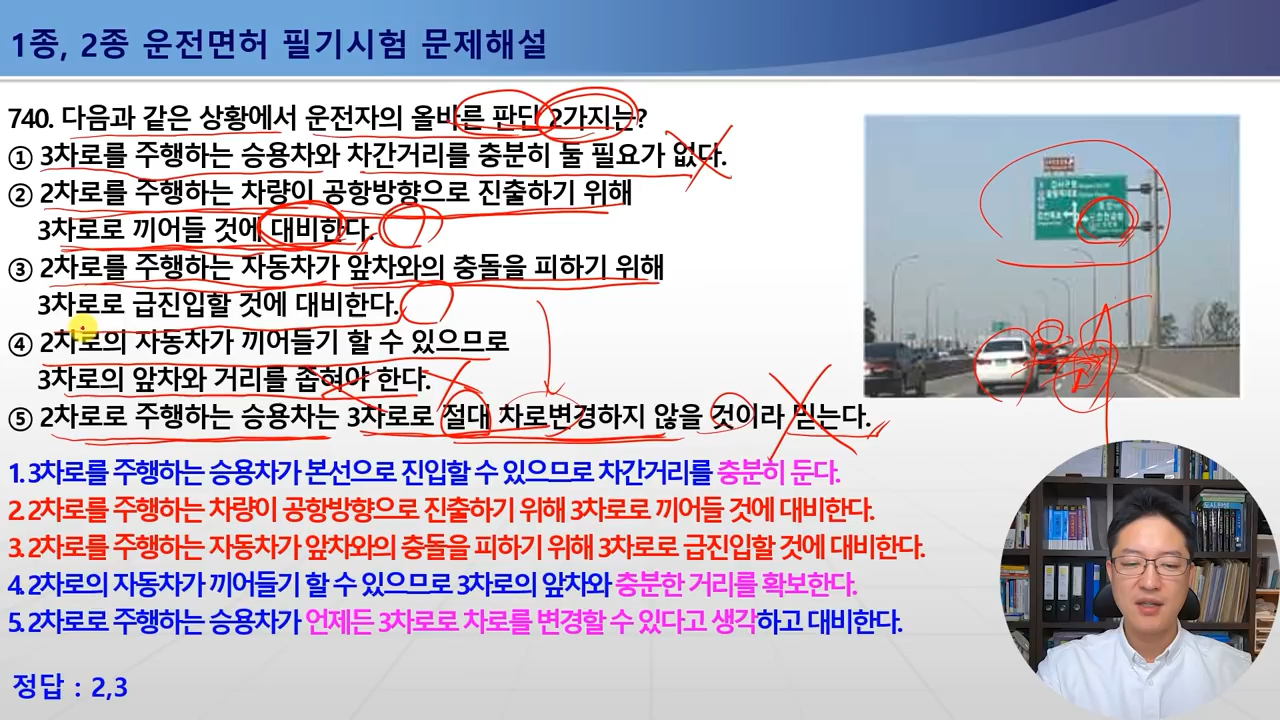 1종, 2종 운전면허 필기시험 문제해설
740. 다음과 같은 상황에서 운전자의 올바른 판단 2가지는?
① 3차로를 주행하는 승용차와 차간거리를 충분히 둘 필요가 없다.
② 2차로를 주행하는 차량이 공항방향으로 진출하기 위해
3차로로 끼어들 것에 대비한다.
③ 2차로를 주행하는 자동차가 앞차와의 충돌을 피하기 위해
3차로로 급진입할 것에 대비한다.
④ 2차로의 자동차가 끼어들기 할 수 있으므로
3차로의 앞차와 거리를 좁혀야 한다.
⑤ 2차로로 주행하는 승용차는 3차로로 절대 차로변경하지 않을 것이라 믿는다.
1. 3차로를 주행하는 승용차가 본선으로 진입할 수 있으므로 차간거리를 충분히 둔다.
2. 2차로를 주행하는 차량이 공항방향으로 진출하기 위해 3차로로 끼어들 것에 대비한다.
3. 2차로를 주행하는 자동차가 앞차와의 충돌을 피하기 위해 3차로로 급진입할 것에 대비한다.
4. 2차로의 자동차가 끼어들기 할 수 있으므로 3차로의 앞차와 충분한 거리를 확보한다.
5. 2차로로 주행하는 승용차가 언제든 3차로로 차로를 변경할 수 있다고 생각하고 대비한다.
정답 : 2,3